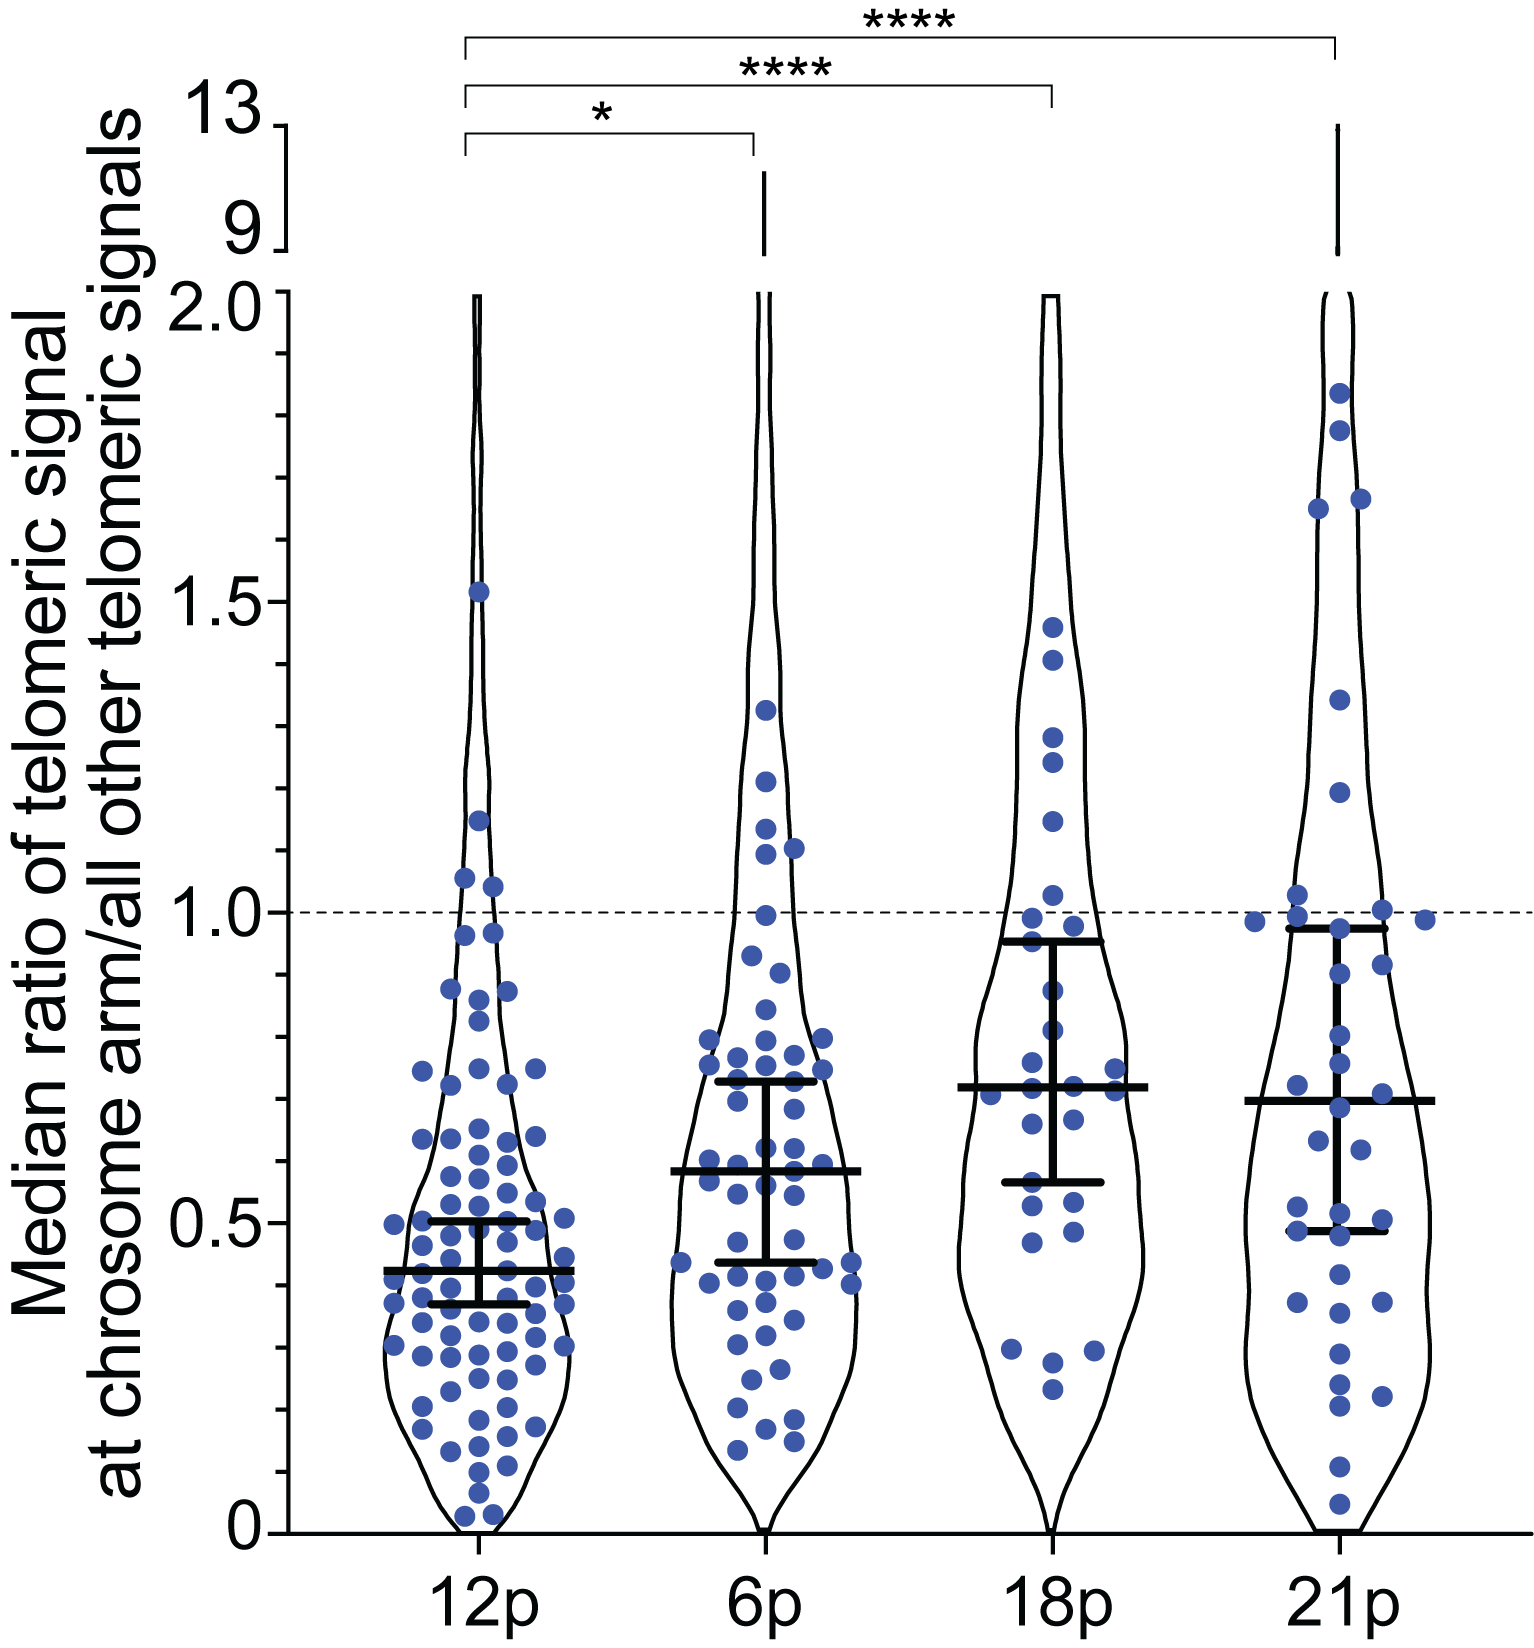 ****
****
*
13
9
2.0
1.5
1.0
0.5
0
Median ratio of telomeric signal
at chrosome arm/all other telomeric signals
12p
6p
18p
21p